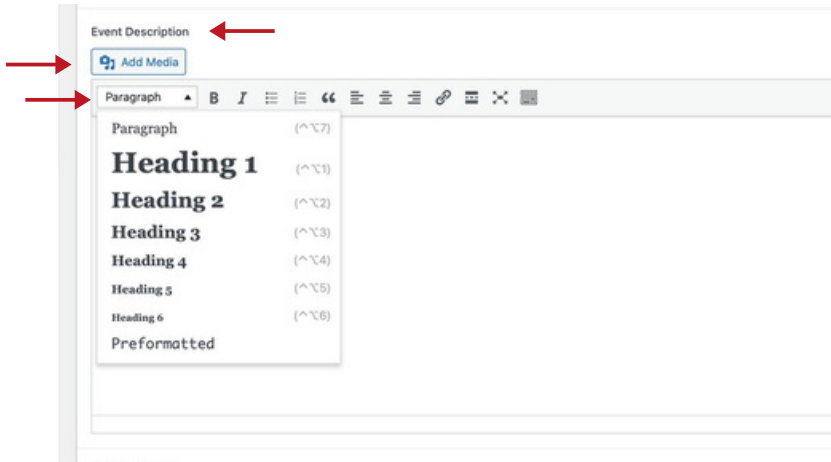 Event Description
Add Media
Paragraph
Paragraph (^⌥7)
Heading 1 (^⌥1)
Heading 2 (^⌥2)
Heading 3 (^⌥3)
Heading 4 (^⌥4)
Heading 5 (^⌥5)
Heading 6 (^⌥6)
Preformatted